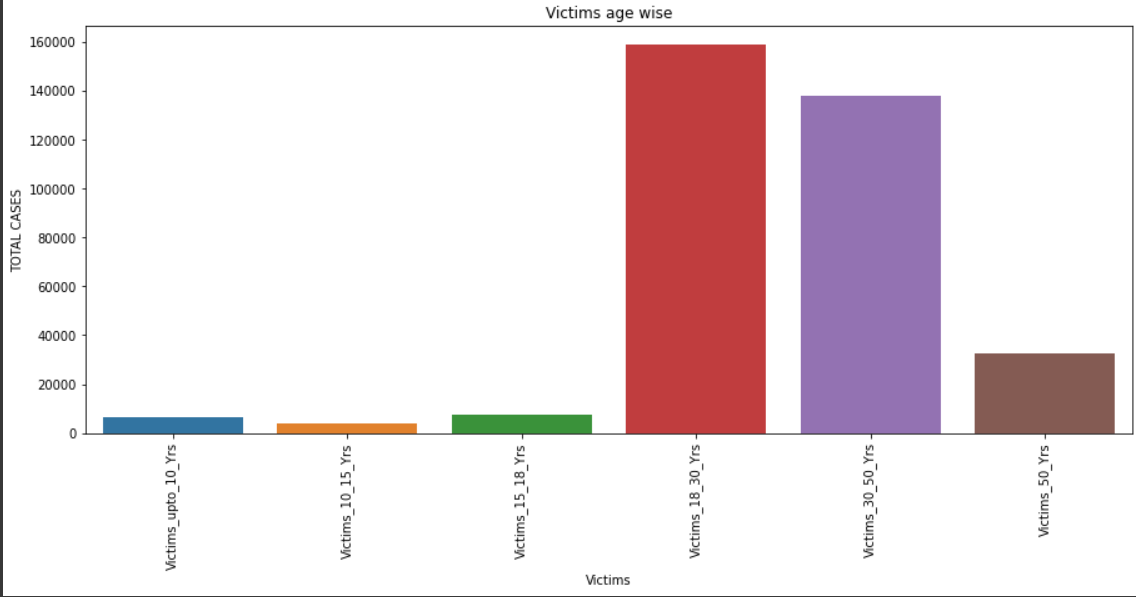 Victims age wise
TOTAL CASES
160000
140000
120000
100000
80000
60000
40000
20000
0
Victims_upto_10_Yrs
Victims_10_15_Yrs
Victims_15_18_Yrs
Victims_18_30_Yrs
Victims_30_50_Yrs
Victims_50_Yrs
Victims